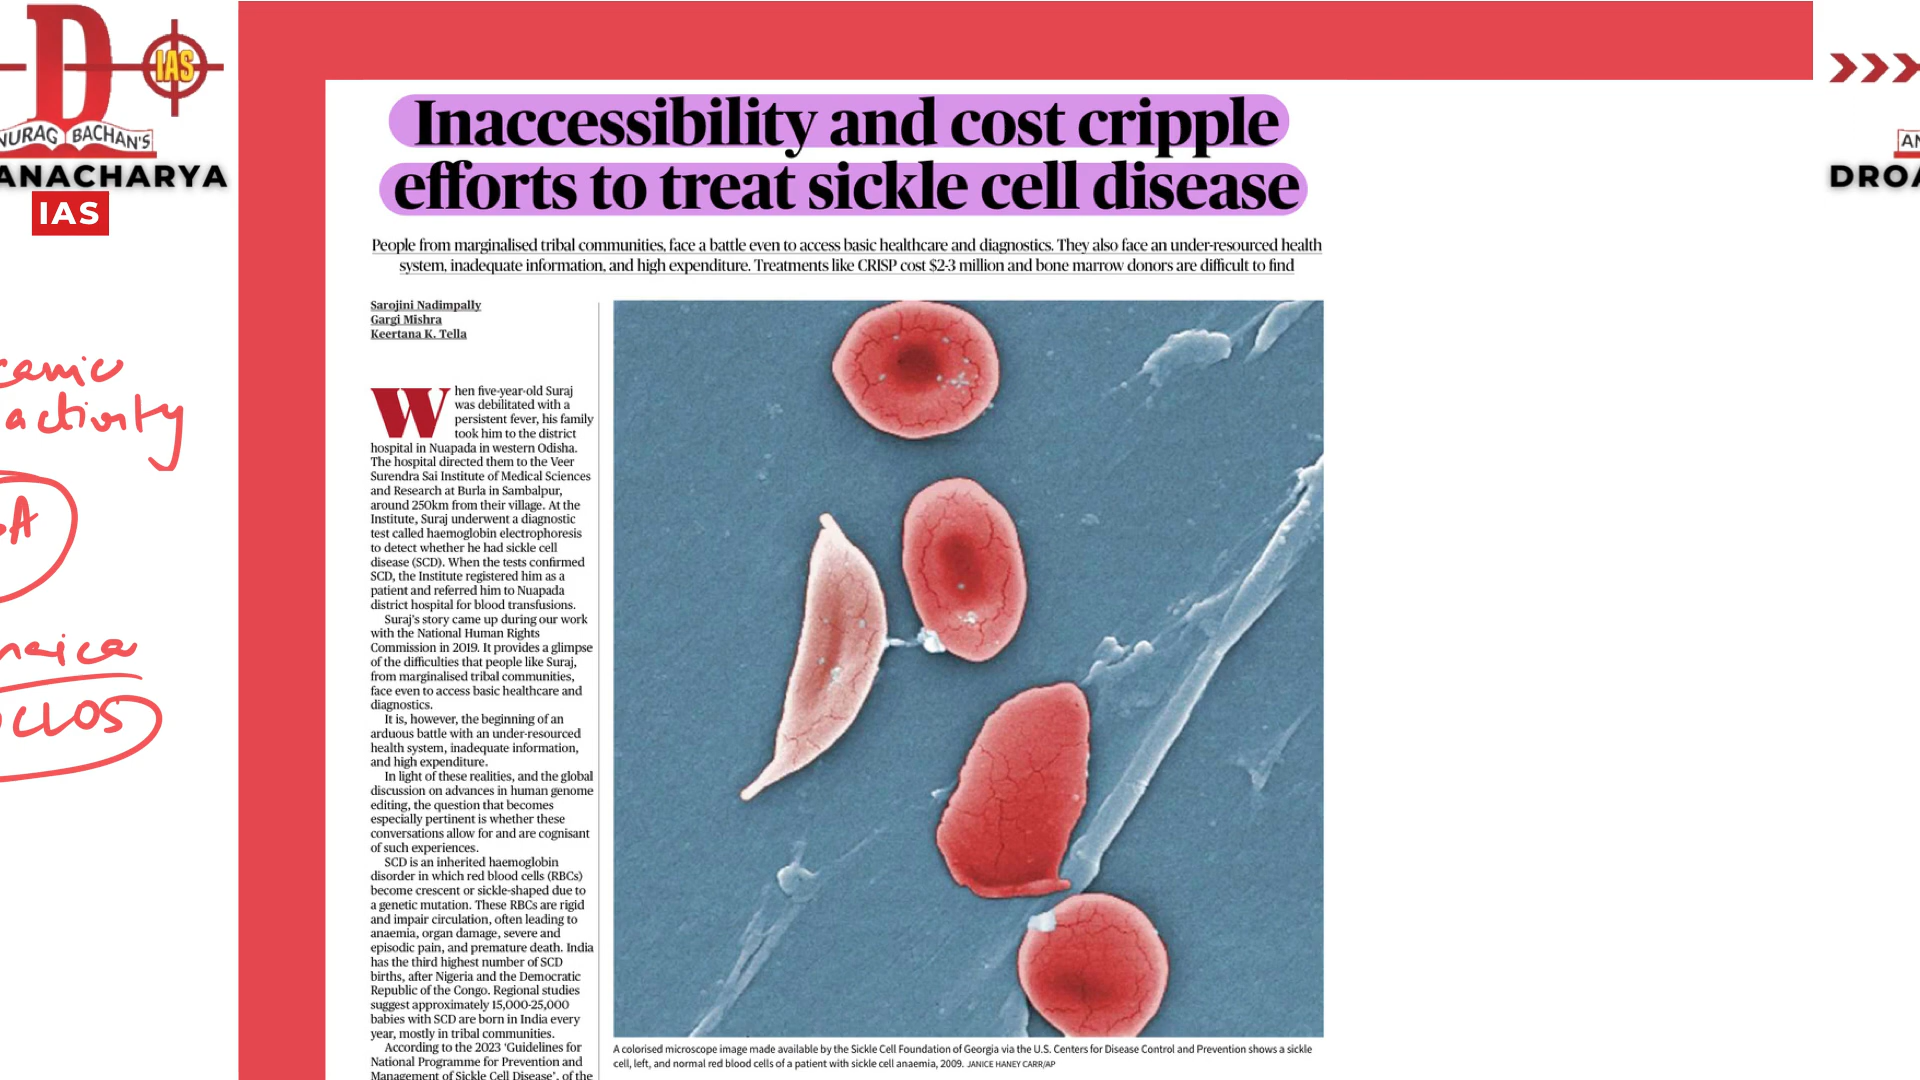 D
IAS
NURAG BACHAN'S
ANACHARYA
IAS
activity
CLOS
Inaccessibility and cost cripple
efforts to treat sickle cell disease
People from marginalised tribal communities, face a battle even to access basic healthcare and diagnostics. They also face an under-resourced health
system, inadequate information, and high expenditure. Treatments like CRISP cost $2-3 million and bone marrow donors are difficult to find
Sarojini Nadimpally
Gargi Mishra
Keertana K. Tella
When five-year-old Suraj
was debilitated with a
persistent fever, his family
took him to the district
hospital in Nuapada in western Odisha.
The hospital directed them to the Veer
Surendra Sai Institute of Medical Sciences
and Research at Burla in Sambalpur,
around 250km from their village. At the
Institute, Suraj underwent a diagnostic
test called haemoglobin electrophoresis
to detect whether he had sickle cell
disease (SCD). When the tests confirmed
SCD, the Institute registered him as a
patient and referred him to Nuapada
district hospital for blood transfusions.
Suraj's story came up during our work
with the National Human Rights
Commission in 2019. It provides a glimpse
of the difficulties that people like Suraj,
from marginalised tribal communities,
face even to access basic healthcare and
diagnostics.
It is, however, the beginning of an
arduous battle with an under-resourced
health system, inadequate information,
and high expenditure.
In light of these realities, and the global
discussion on advances in human genome
editing, the question that becomes
especially pertinent is whether these
conversations allow for and are cognisant
of such experiences.
SCD is an inherited haemoglobin
disorder in which red blood cells (RBCs)
become crescent or sickle-shaped due to
a genetic mutation. These RBCs are rigid
and impair circulation, often leading to
anaemia, organ damage, severe and
episodic pain, and premature death. India
has the third highest number of SCD
births, after Nigeria and the Democratic
Republic of the Congo. Regional studies
suggest approximately 15,000-25,000
babies with SCD are born in India every
year, mostly in tribal communities.
According to the 2023 'Guidelines for
National Programme for Prevention and
Management of Sickle Cell Disease', of the
A colorised microscope image made available by the Sickle Cell Foundation of Georgia via the U.S. Centers for Disease Control and Prevention shows a sickle
cell, left, and normal red blood cells of a patient with sickle cell anaemia, 2009. JANICE HANEY CARR/AP
AN
DROA